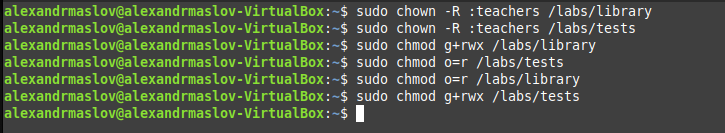 alexandrmaslov@alexandrmaslov-VirtualBox:~$ sudo chown -R :teachers /labs/library
alexandrmaslov@alexandrmaslov-VirtualBox:~$ sudo chown -R :teachers /labs/tests
alexandrmaslov@alexandrmaslov-VirtualBox:~$ sudo chmod g+rwx /labs/library
alexandrmaslov@alexandrmaslov-VirtualBox:~$ sudo chmod o=r /labs/tests
alexandrmaslov@alexandrmaslov-VirtualBox:~$ sudo chmod o=r /labs/library
alexandrmaslov@alexandrmaslov-VirtualBox:~$ sudo chmod g+rwx /labs/tests
alexandrmaslov@alexandrmaslov-VirtualBox:~$